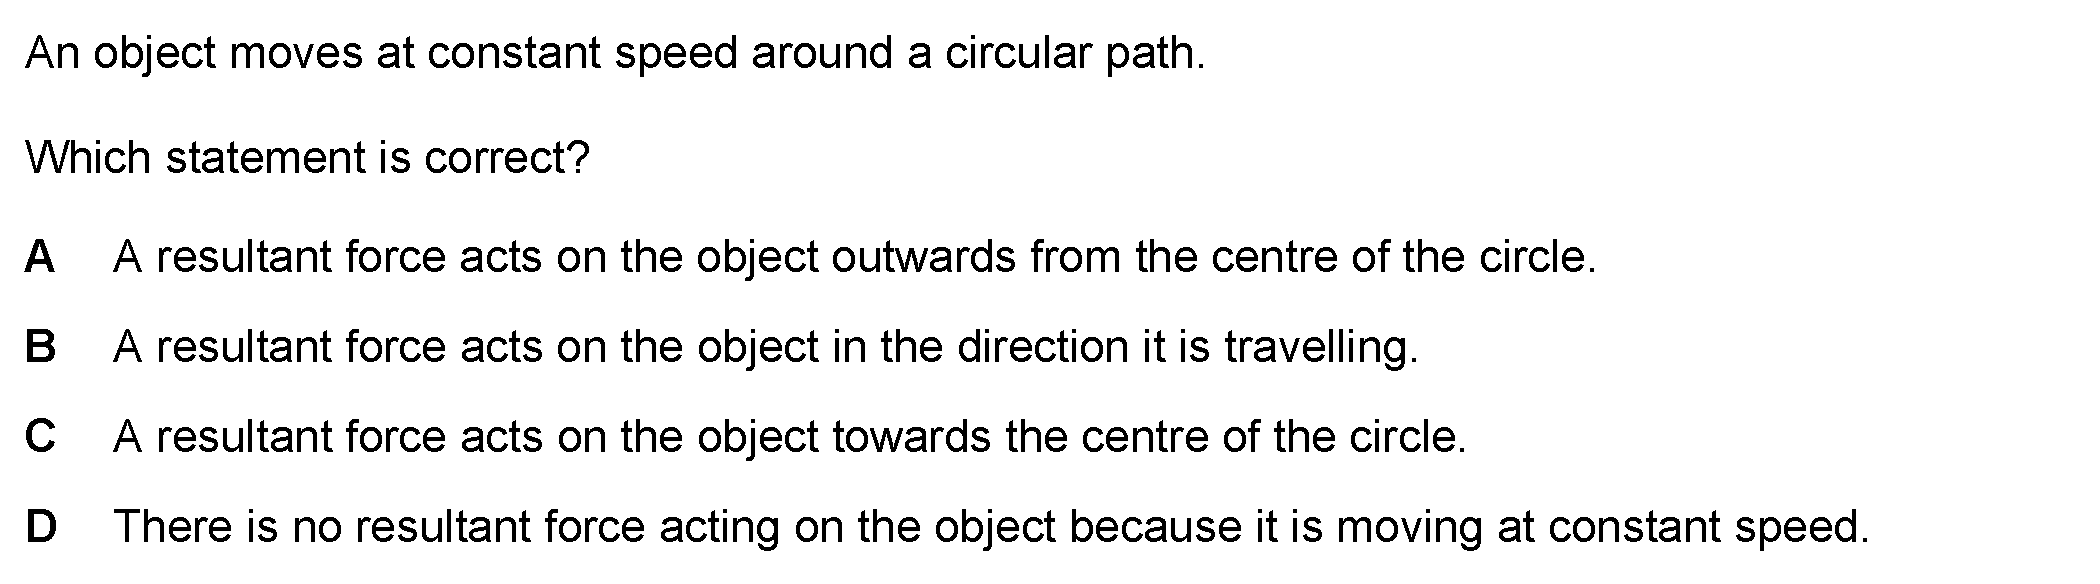 An object moves at constant speed around a circular path.
Which statement is correct?
A A resultant force acts on the object outwards from the centre of the circle.
B A resultant force acts on the object in the direction it is travelling.
C A resultant force acts on the object towards the centre of the circle.
D There is no resultant force acting on the object because it is moving at constant speed.